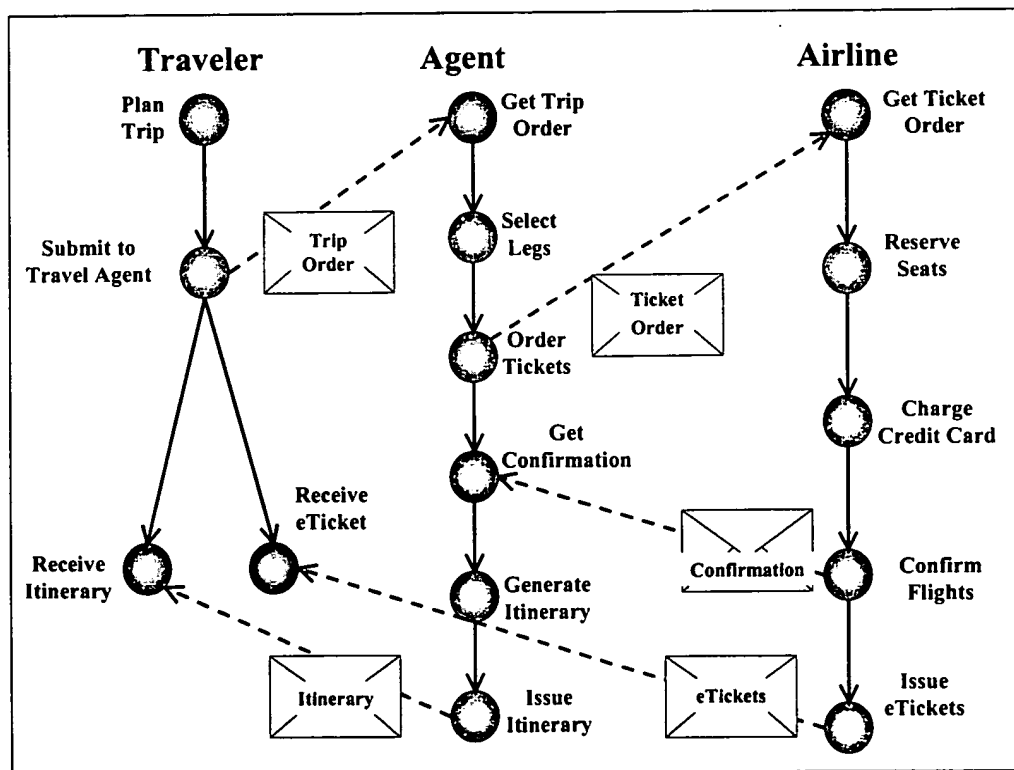 Traveler
Agent
Airline
Plan
Trip
Get Trip
Order
Get Ticket
Order
Trip
Order
Select
Legs
Submit to
Travel Agent
Reserve
Seats
Ticket
Order
Order
Tickets
Charge
Credit Card
Get
Confirmation
Receive
eTicket
Receive
Itinerary
Generate
Itinerary
Confirmation
Confirm
Flights
Itinerary
Issue
Itinerary
eTickets
Issue
eTickets